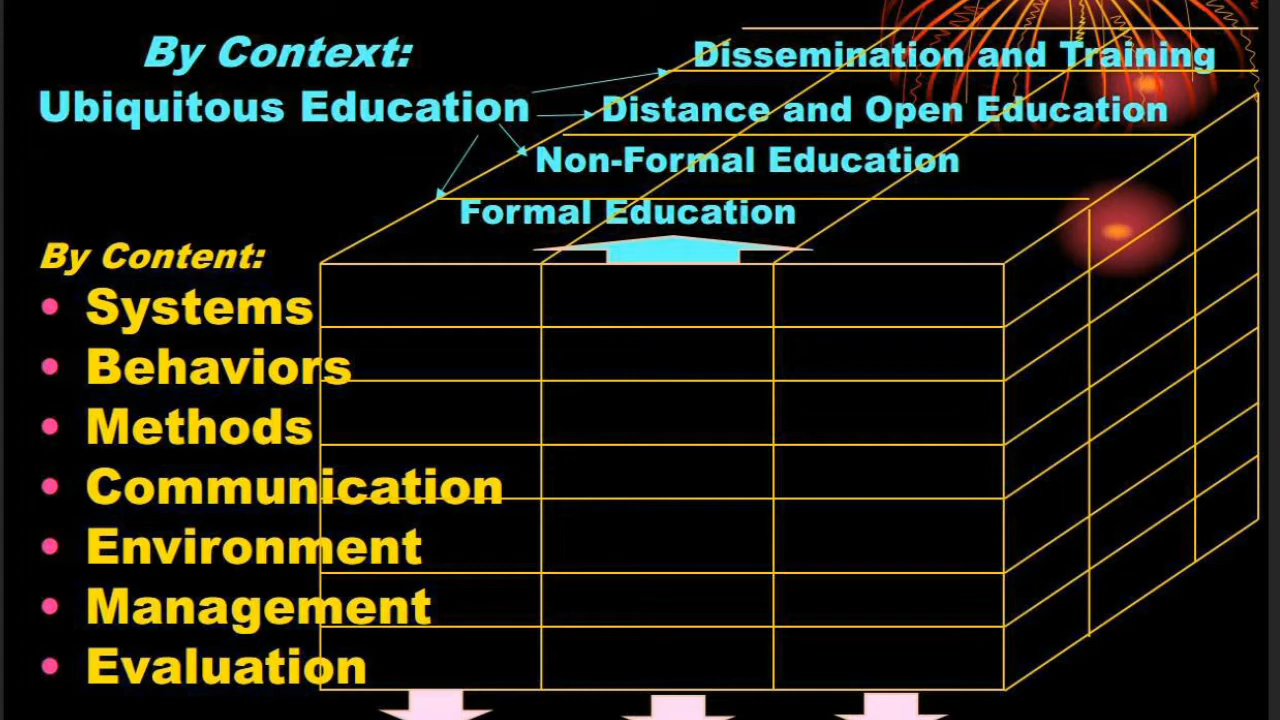 By Context:
Ubiquitous Education
Dissemination and Training
Distance and Open Education
Non-Formal Education
Formal Education
By Content:
• Systems
• Behaviors
• Methods
• Communication
• Environment
• Management
• Evaluation